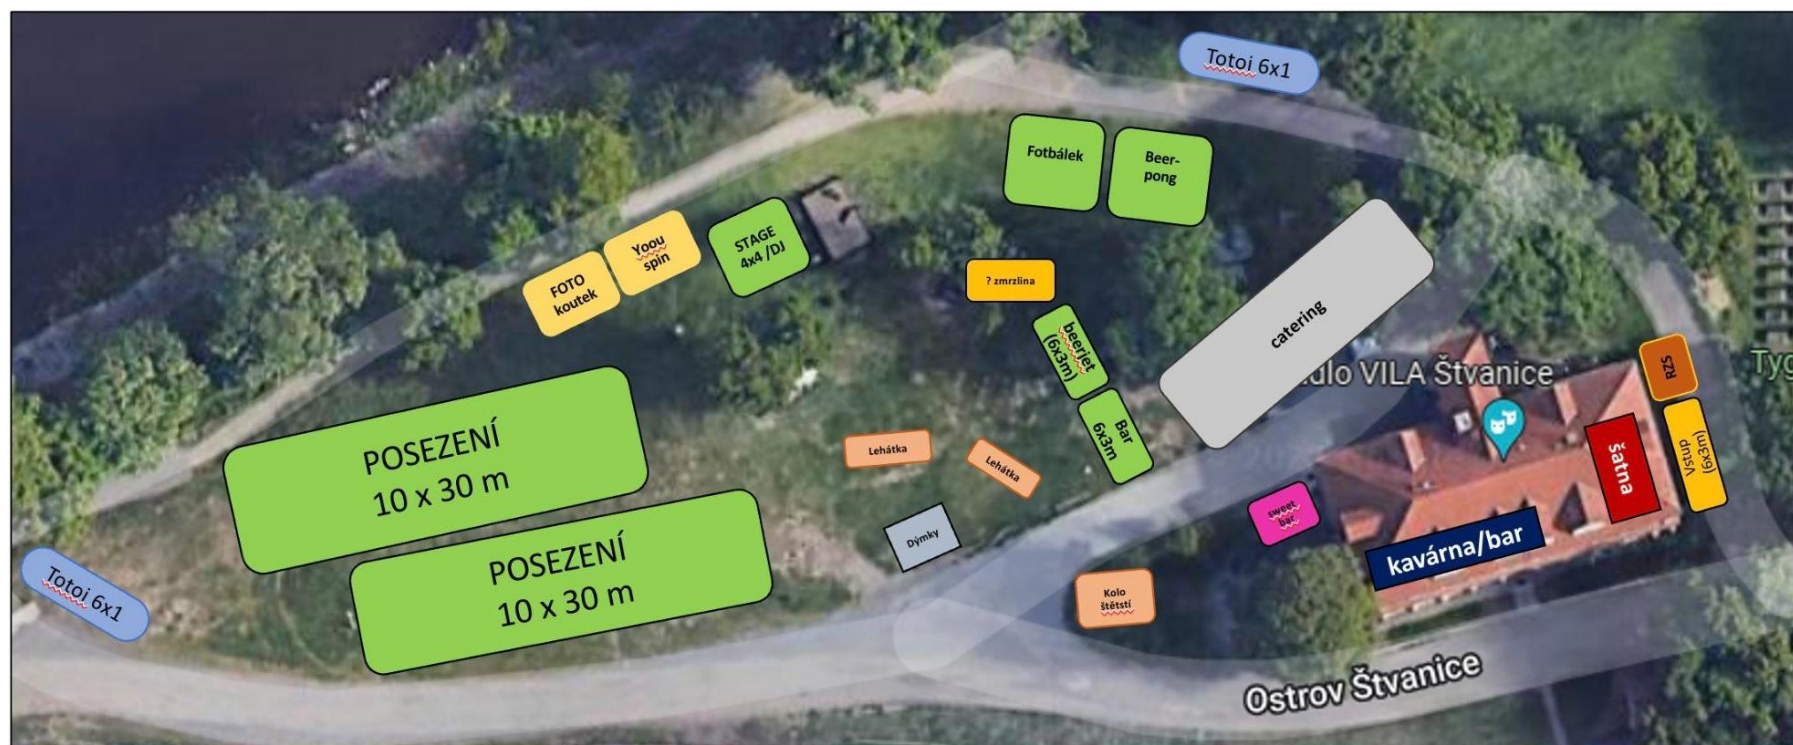 Totoi 6x1
Fotbálek
Beer-
pong
Yoou
spin
STAGE
4x4 /DJ
FOTO
koutek
? zmrzlina
beerjet
(6x3m)
catering
dlo VILA Štvanice
Tyg
RZS
POSEZENÍ
10 x 30 m
Lehátka
Lehátka
Bar
6x3m
šatna
Vstup
(6x3m)
sweet
bar
Dýmky
kavárna/bar
POSEZENÍ
10 x 30 m
Totoi 6x1
Kolo
štětstí
Ostrov Štvanice